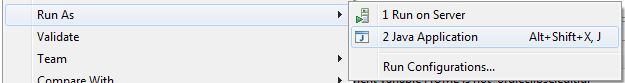 Run As
Validate
Team
Compare With
1 Run on Server
2 Java Application Alt+Shift+X, J
Run Configurations...